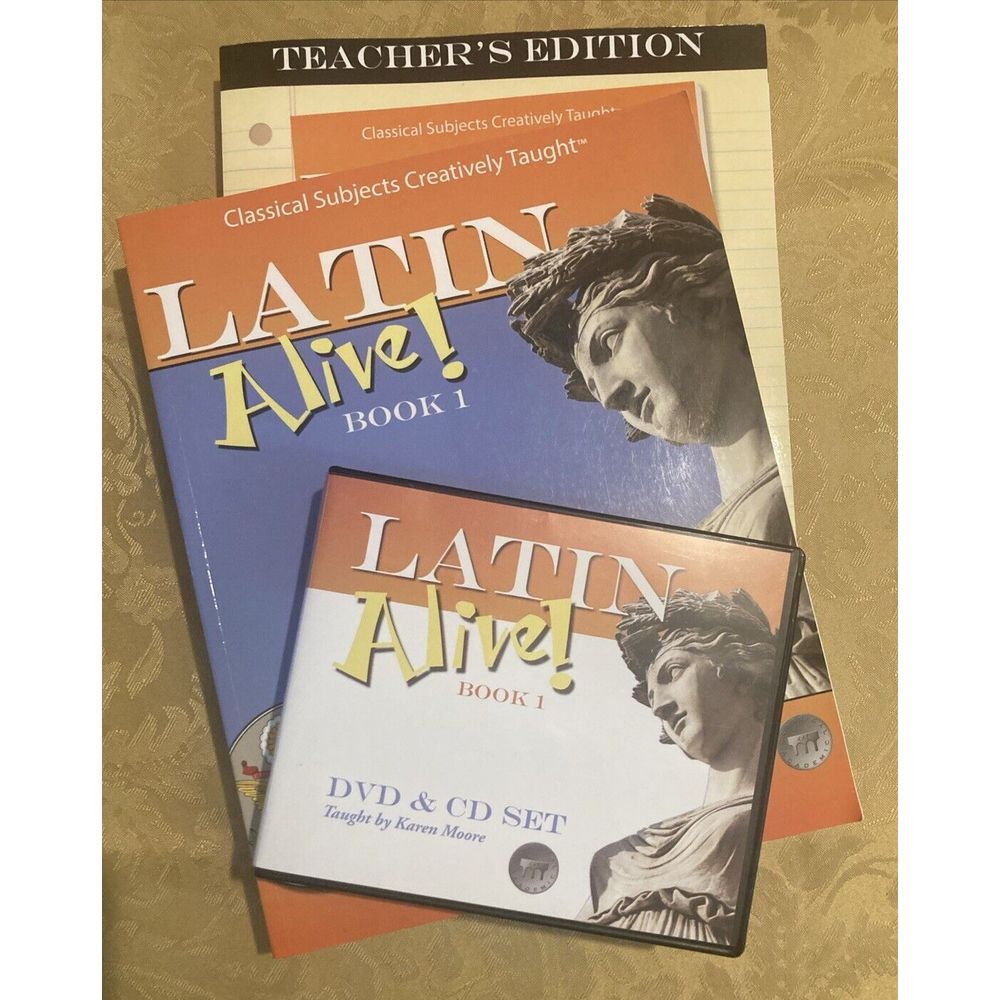 TEACHER'S EDITION
Classical Subjects Creatively Taught
Classical Subjects Creatively Taught™
LATIN
Alive!
BOOK 1
LATIN
Alive!
BOOK 1
DVD & CD SET
Taught by Karen Moore